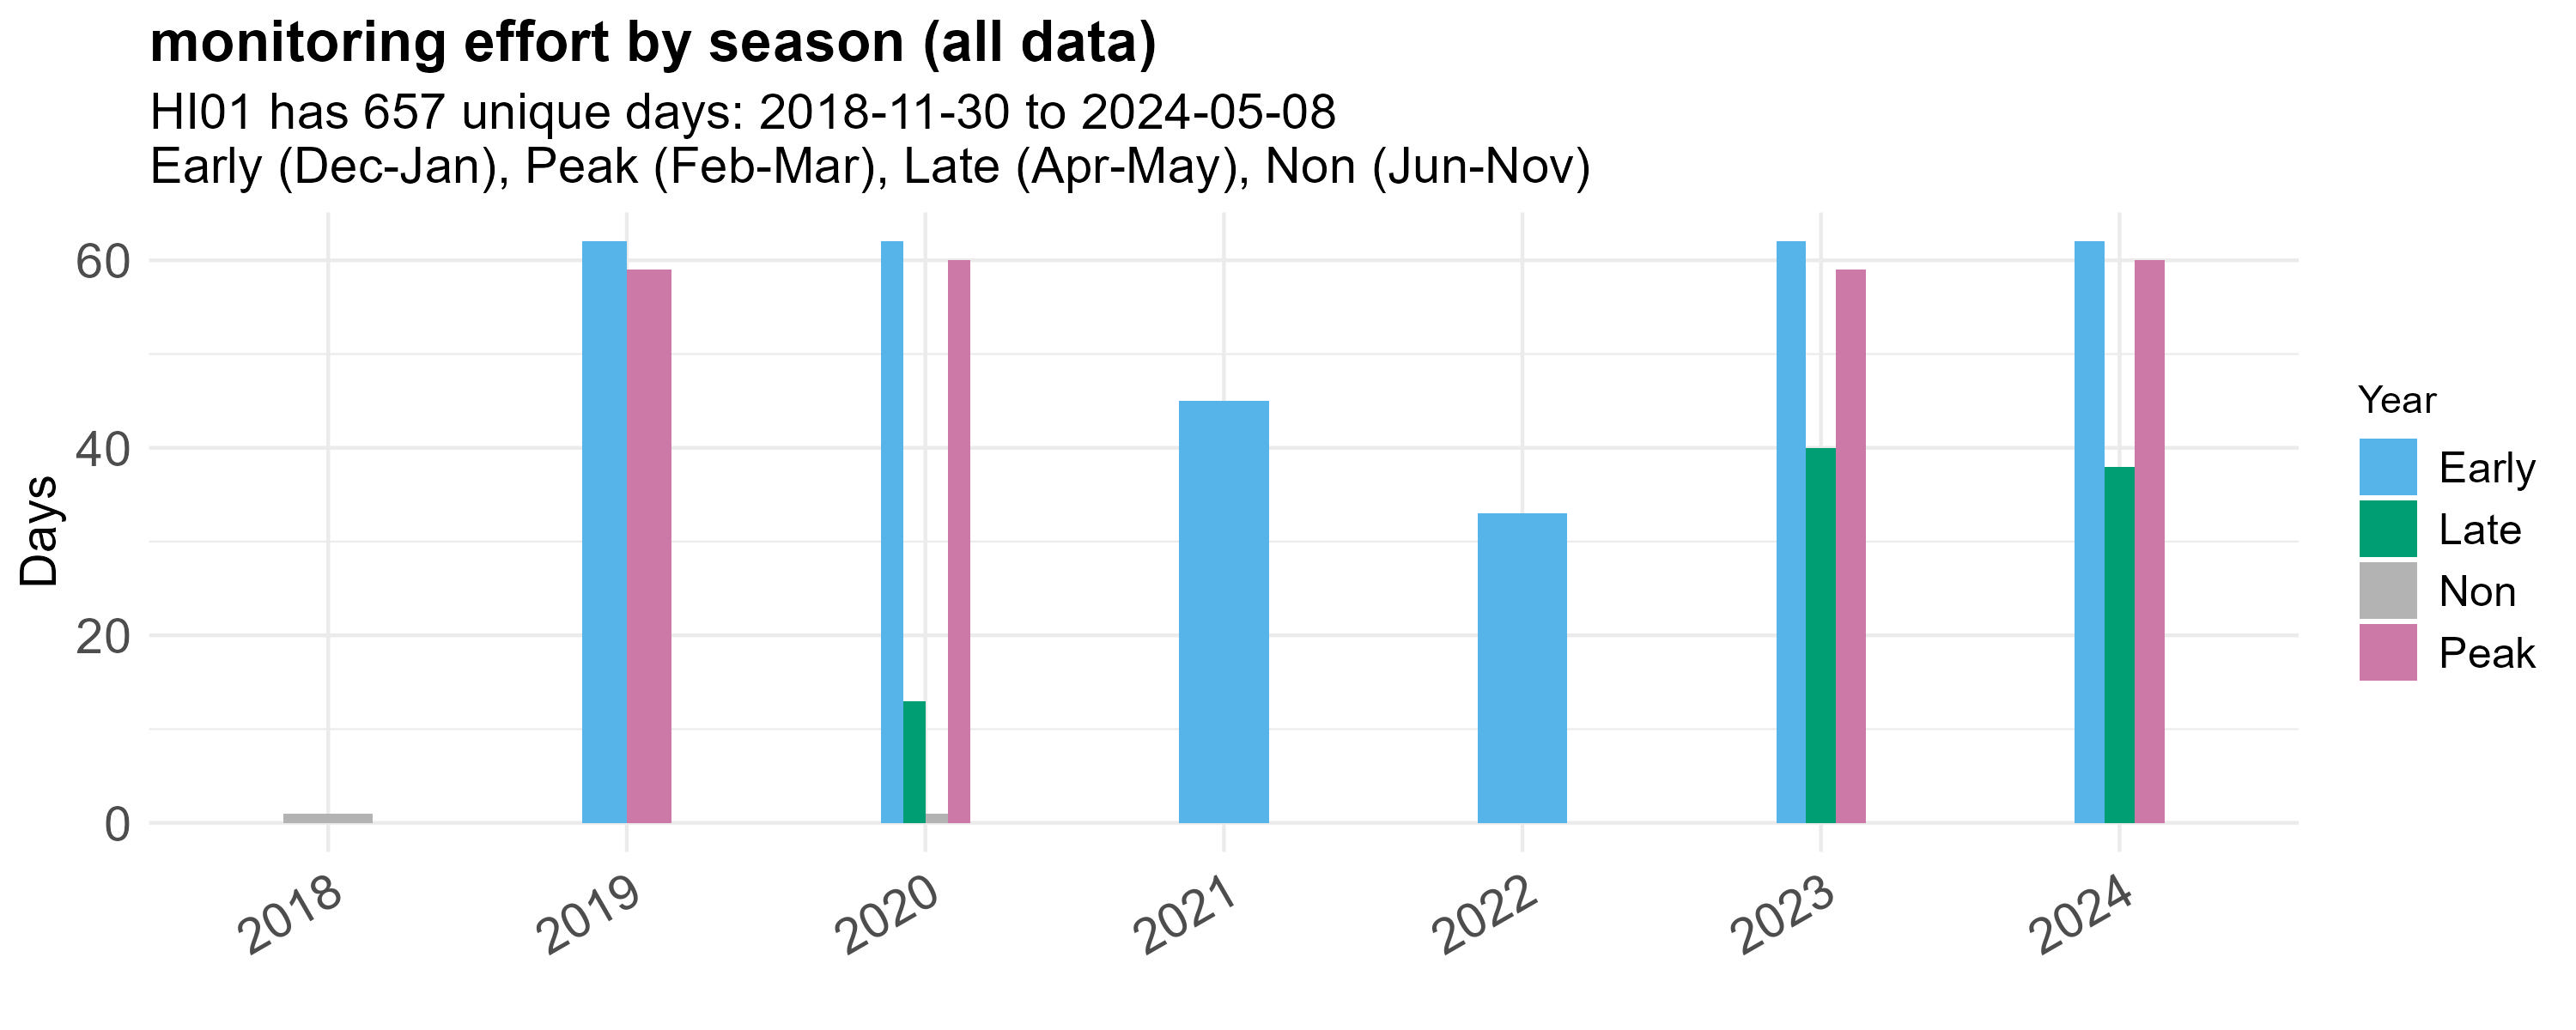 monitoring effort by season (all data)
HI01 has 657 unique days: 2018-11-30 to 2024-05-08
Early (Dec-Jan), Peak (Feb-Mar), Late (Apr-May), Non (Jun-Nov)
60
40
20
0
Days
2018
2019
2020
2021
2022
2023
2024
Year
Early
Late
Non
Peak